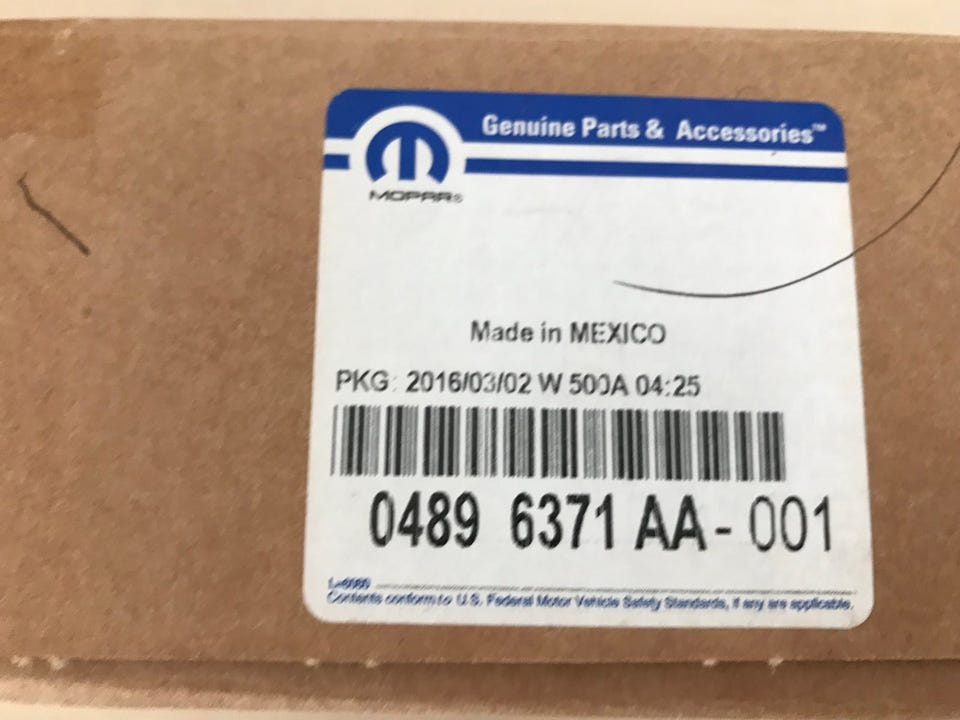 Genuine Parts & Accessories™
MOPAR®
Made in MEXICO
PKG: 2016/03/02 W 500A 04:25
0489 6371 AA - 001
L-6080
Contents conform to U.S. Federal Motor Vehicle Safety Standards, if any are applicable.